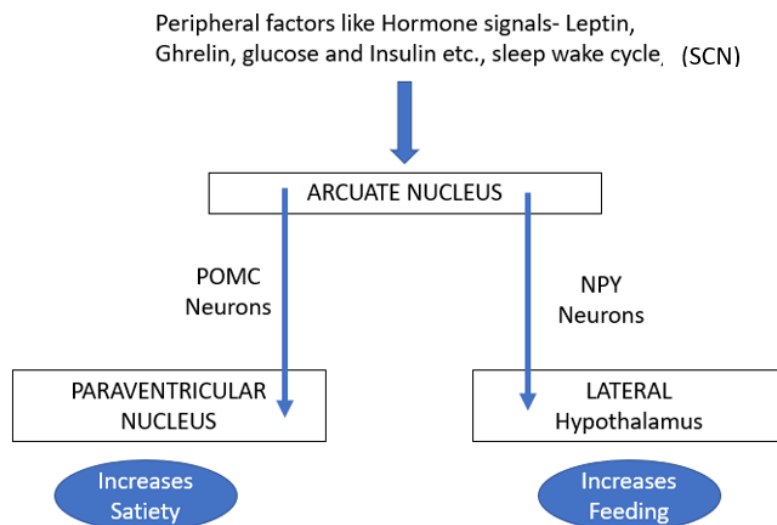 Peripheral factors like Hormone signals- Leptin,
Ghrelin, glucose and Insulin etc., sleep wake cycle, (SCN)
ARCUATE NUCLEUS
POMC
Neurons
NPY
Neurons
PARAVENTRICULAR
NUCLEUS
LATERAL
Hypothalamus
Increases
Satiety
Increases
Feeding